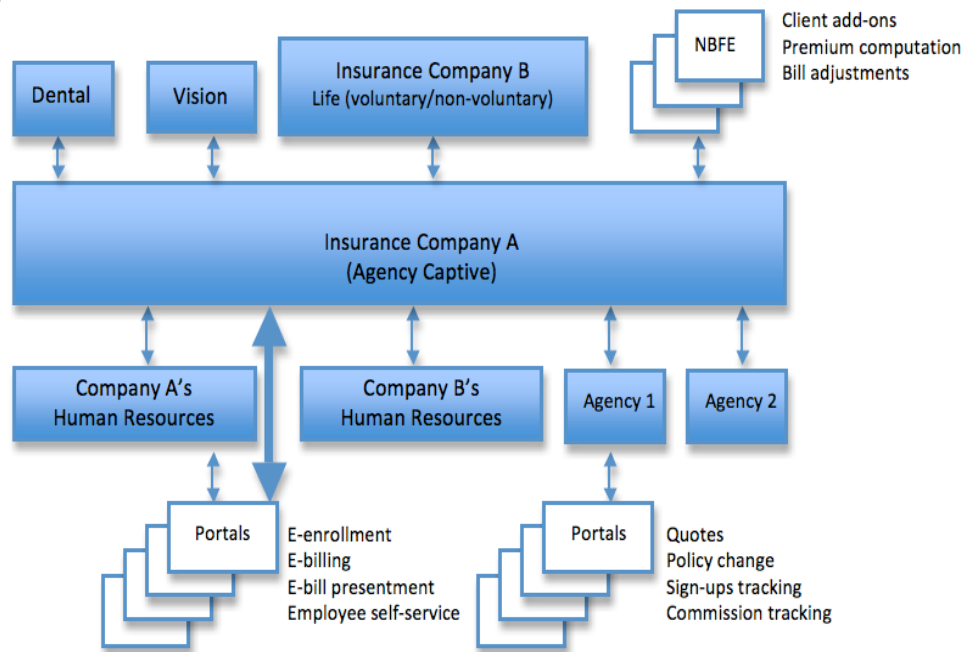 Dental
Vision
Insurance Company B
Life (voluntary/non-voluntary)
NBFE
Client add-ons
Premium computation
Bill adjustments
Insurance Company A
(Agency Captive)
Company A's
Human Resources
Company B's
Human Resources
Agency 1
Agency 2
Portals
E-enrollment
E-billing
E-bill presentment
Employee self-service
Portals
Quotes
Policy change
Sign-ups tracking
Commission tracking